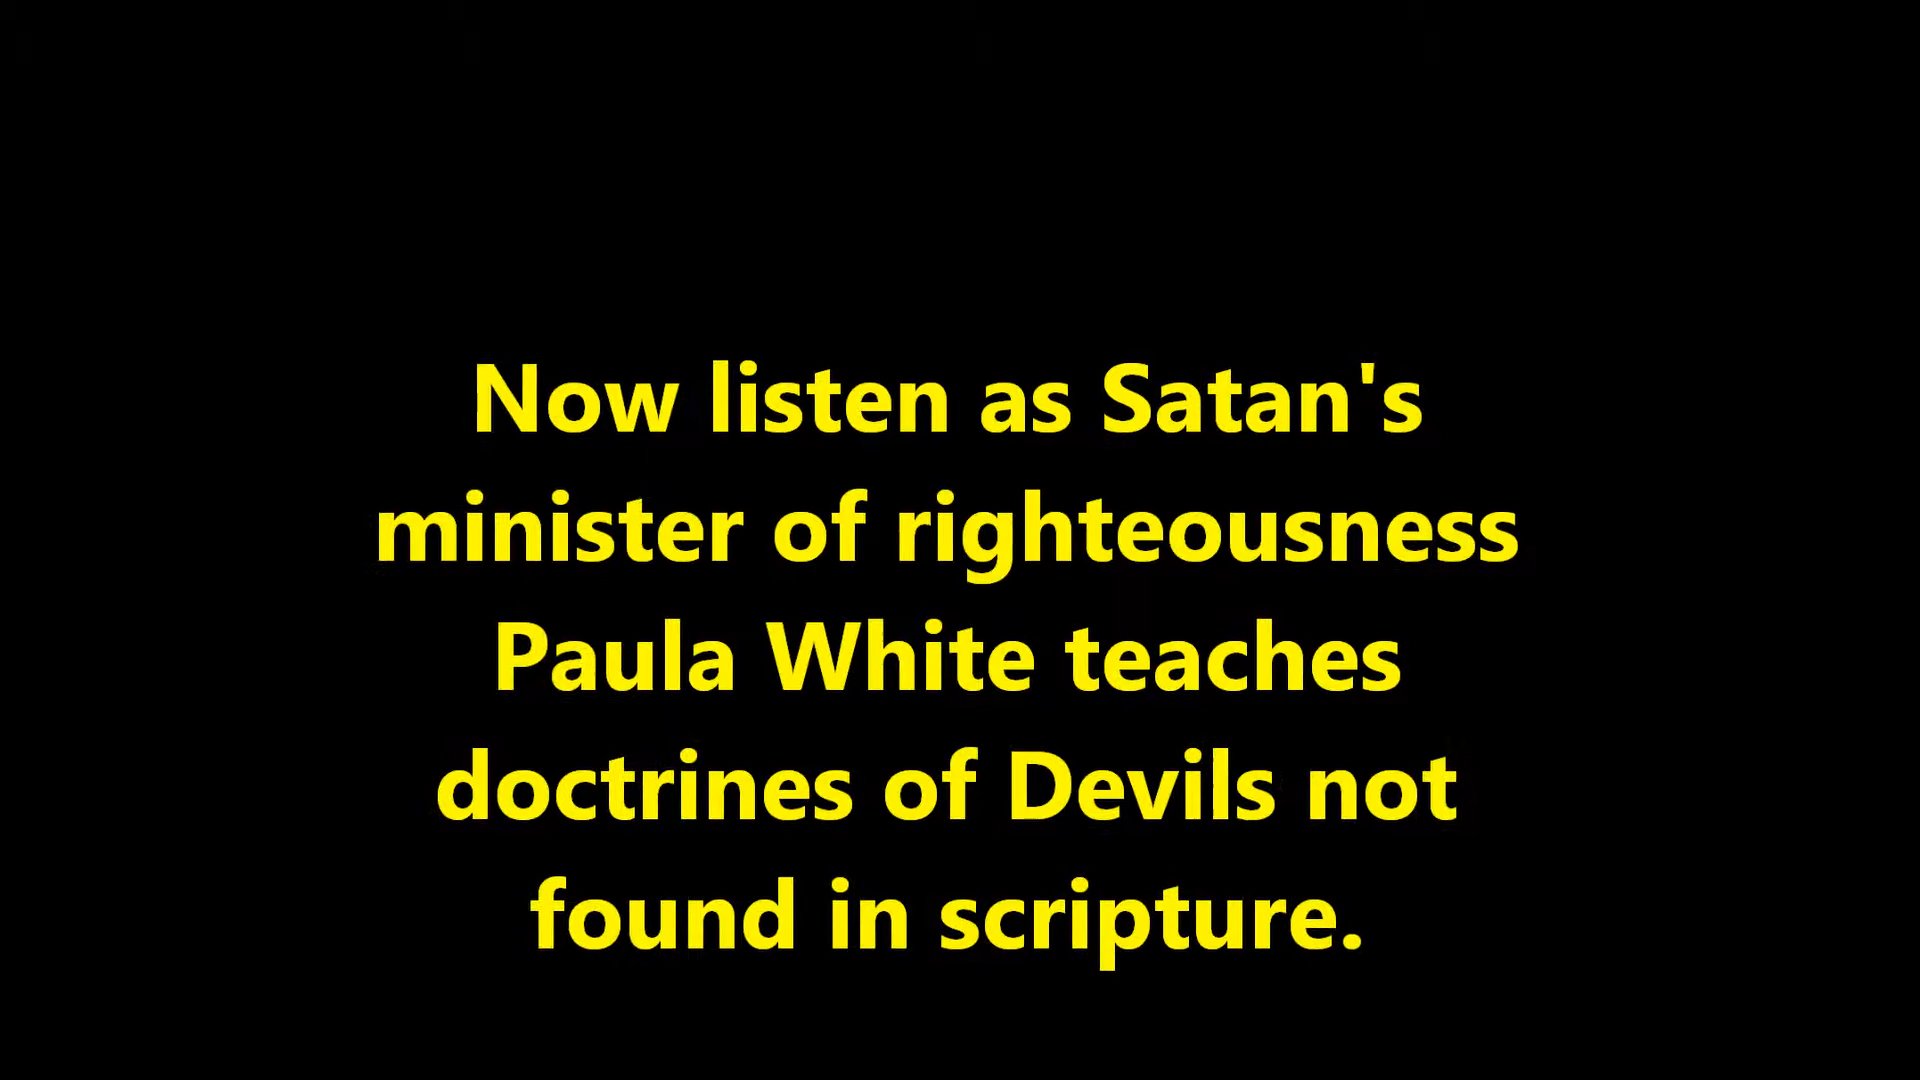 Now listen as Satan's
minister of righteousness
Paula White teaches
doctrines of Devils not
found in scripture.